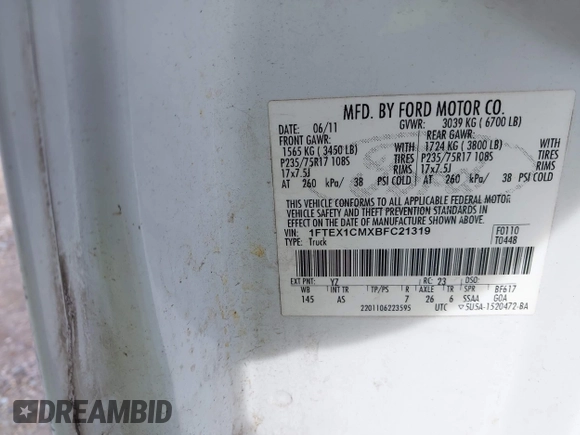 MFD. BY FORD MOTOR CO.
DATE: 06/11 GVWR: 3039 KG (6700 LB)
FRONT GAWR: REAR GAWR:
1565 KG (3450 LB) WITH 1724 KG (3800 LB) WITH
P235/75R17 108S TIRES P235/75R17 108S TIRES
17x7.5J RIMS 17x7.5J RIMS
AT 260 kPa/ 38 PSI COLD AT 260 kPa/ 38 PSI COLD
THIS VEHICLE CONFORMS TO ALL APPLICABLE FEDERAL MOTOR
VEHICLE SAFETY AND THEFT PREVENTION STANDARDS IN
EFFECT ON THE DATE OF MANUFACTURE SHOWN ABOVE.
VIN: 1FTEX1CMXBFC21319 F0110
TYPE: Truck T0448
EXT PNT: YZ RC: 23 DSO:
WB INT TR TP/PS R AXLE TR SPR BF617
145 AS 7 26 6 SSAA GOA
2201106223595 UTC 5U5A-1520472-BA
DREAMBID